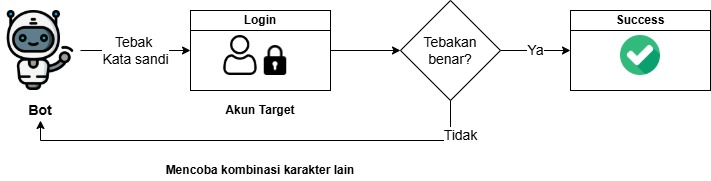 Login
Success
Tebak
Kata sandi
Tebakan
benar?
Ya
Bot
Akun Target
Tidak
Mencoba kombinasi karakter lain